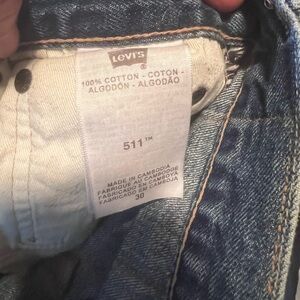 LEVI'S
100% COTTON - COTON -
ALGODÓN - ALGODÃO
511™
MADE IN CAMBODIA
FABRIQUÉ AU CAMBODGE
FABRICADO EN CAMBOYA
FABRICADO EM CAMBOJA
30